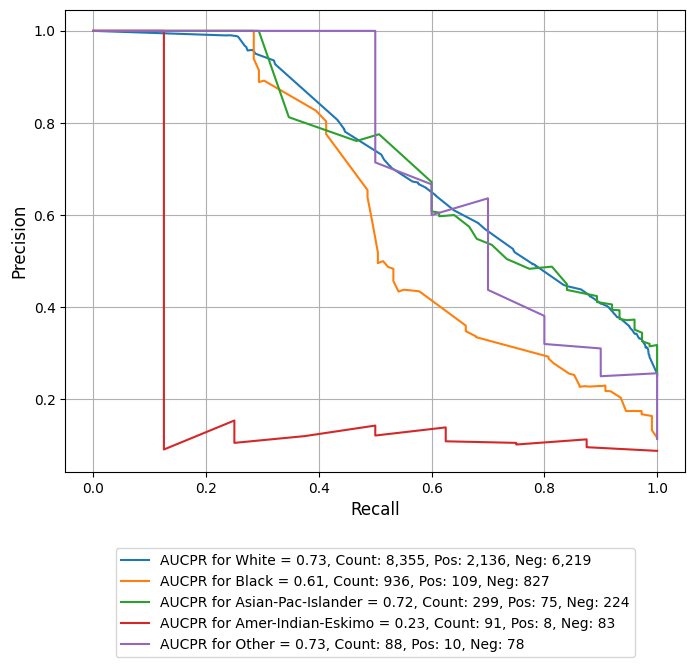 1.0
0.8
0.6
0.4
0.2
Precision
0.0 0.2 0.4 0.6 0.8 1.0
Recall
AUCPR for White = 0.73, Count: 8,355, Pos: 2,136, Neg: 6,219
AUCPR for Black = 0.61, Count: 936, Pos: 109, Neg: 827
AUCPR for Asian-Pac-Islander = 0.72, Count: 299, Pos: 75, Neg: 224
AUCPR for Amer-Indian-Eskimo = 0.23, Count: 91, Pos: 8, Neg: 83
AUCPR for Other = 0.73, Count: 88, Pos: 10, Neg: 78